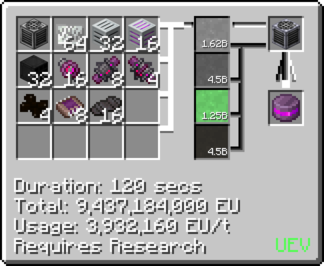 64 32 16
1.62B
32 16 8 4
4.5B
4 8 16
1.25B
4.5B
Duration: 120 secs
Total: 9,437,184,000 EU
Usage: 3,932,160 EU/t
Requires Research
UEV